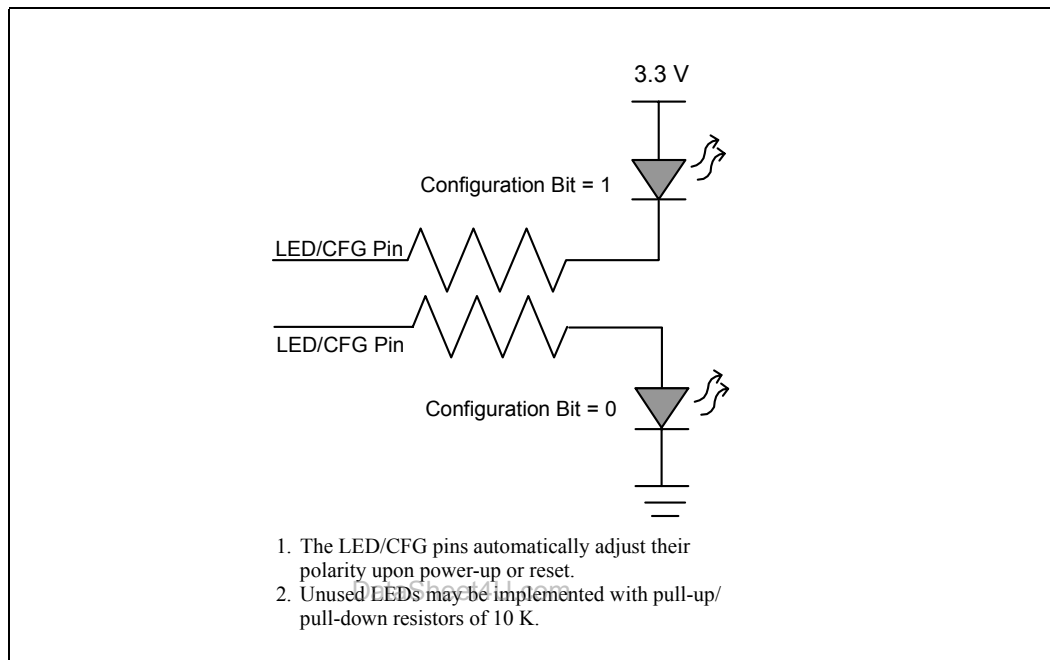 3.3 V
Configuration Bit = 1
LED/CFG Pin
LED/CFG Pin
Configuration Bit = 0
1. The LED/CFG pins automatically adjust their
polarity upon power-up or reset.
DataSheet4U.com
2. Unused LEDs may be implemented with pull-up/
pull-down resistors of 10 K.